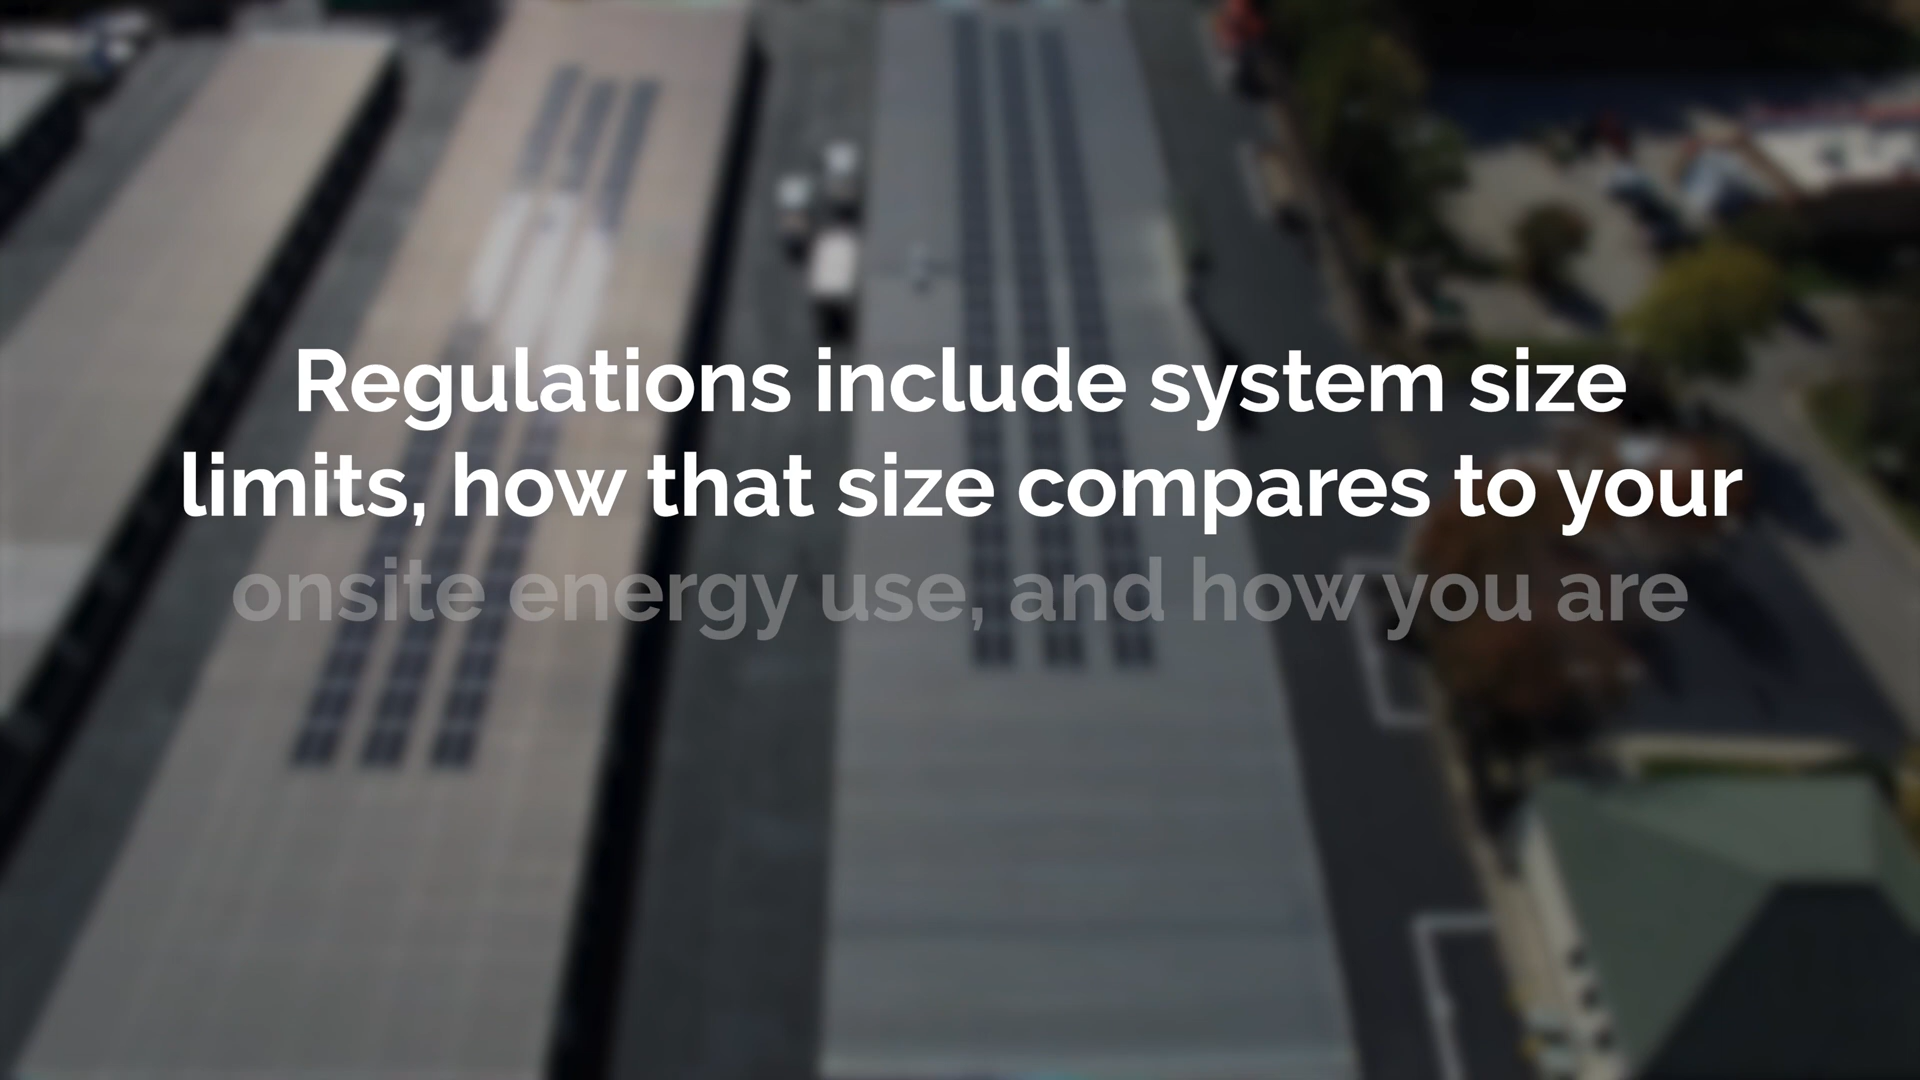 Regulations include system size
limits, how that size compares to your
onsite energy use, and how you are